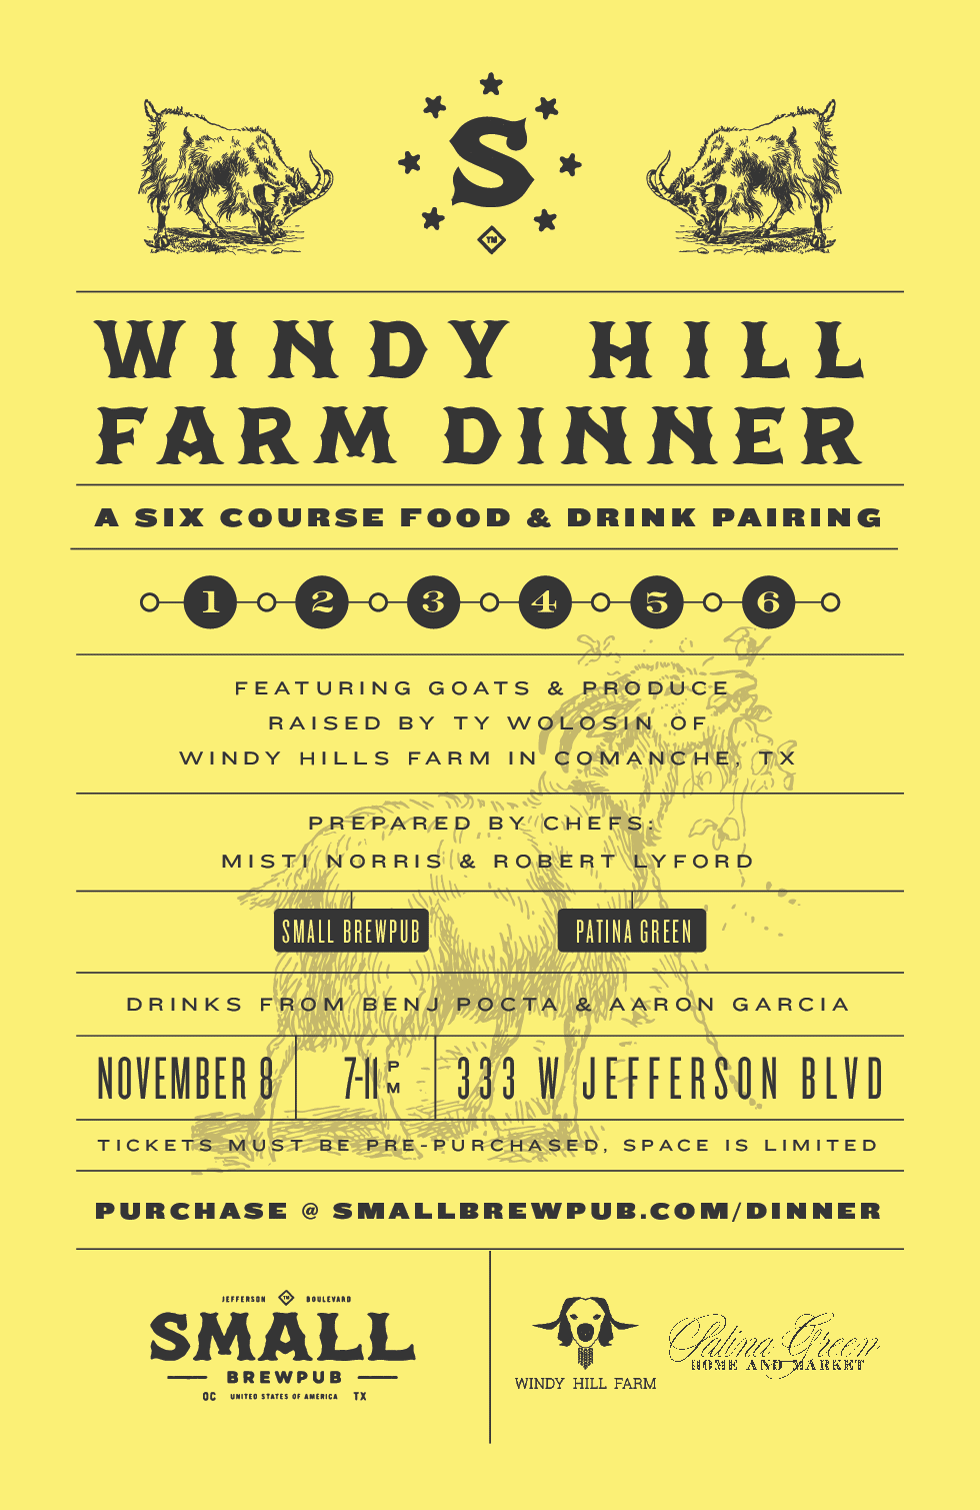 S
TM
WINDY HILL
FARM DINNER
A SIX COURSE FOOD & DRINK PAIRING
1 2 3 4 5 6
FEATURING GOATS & PRODUCE
RAISED BY TY WOLOSIN OF
WINDY HILLS FARM IN COMANCHE, TX
PREPARED BY CHEFS:
MISTI NORRIS & ROBERT LYFORD
SMALL BREWPUB PATINA GREEN
DRINKS FROM BENJ POCTA & AARON GARCIA
NOVEMBER 8 7-11 PM 333 W JEFFERSON BLVD
TICKETS MUST BE PRE-PURCHASED, SPACE IS LIMITED
PURCHASE @ SMALLBREWPUB.COM/DINNER
JEFFERSON TM BOULEVARD
SMALL
BREWPUB
OC UNITED STATES OF AMERICA TX
WINDY HILL FARM
Patina Green
HOME AND MARKET